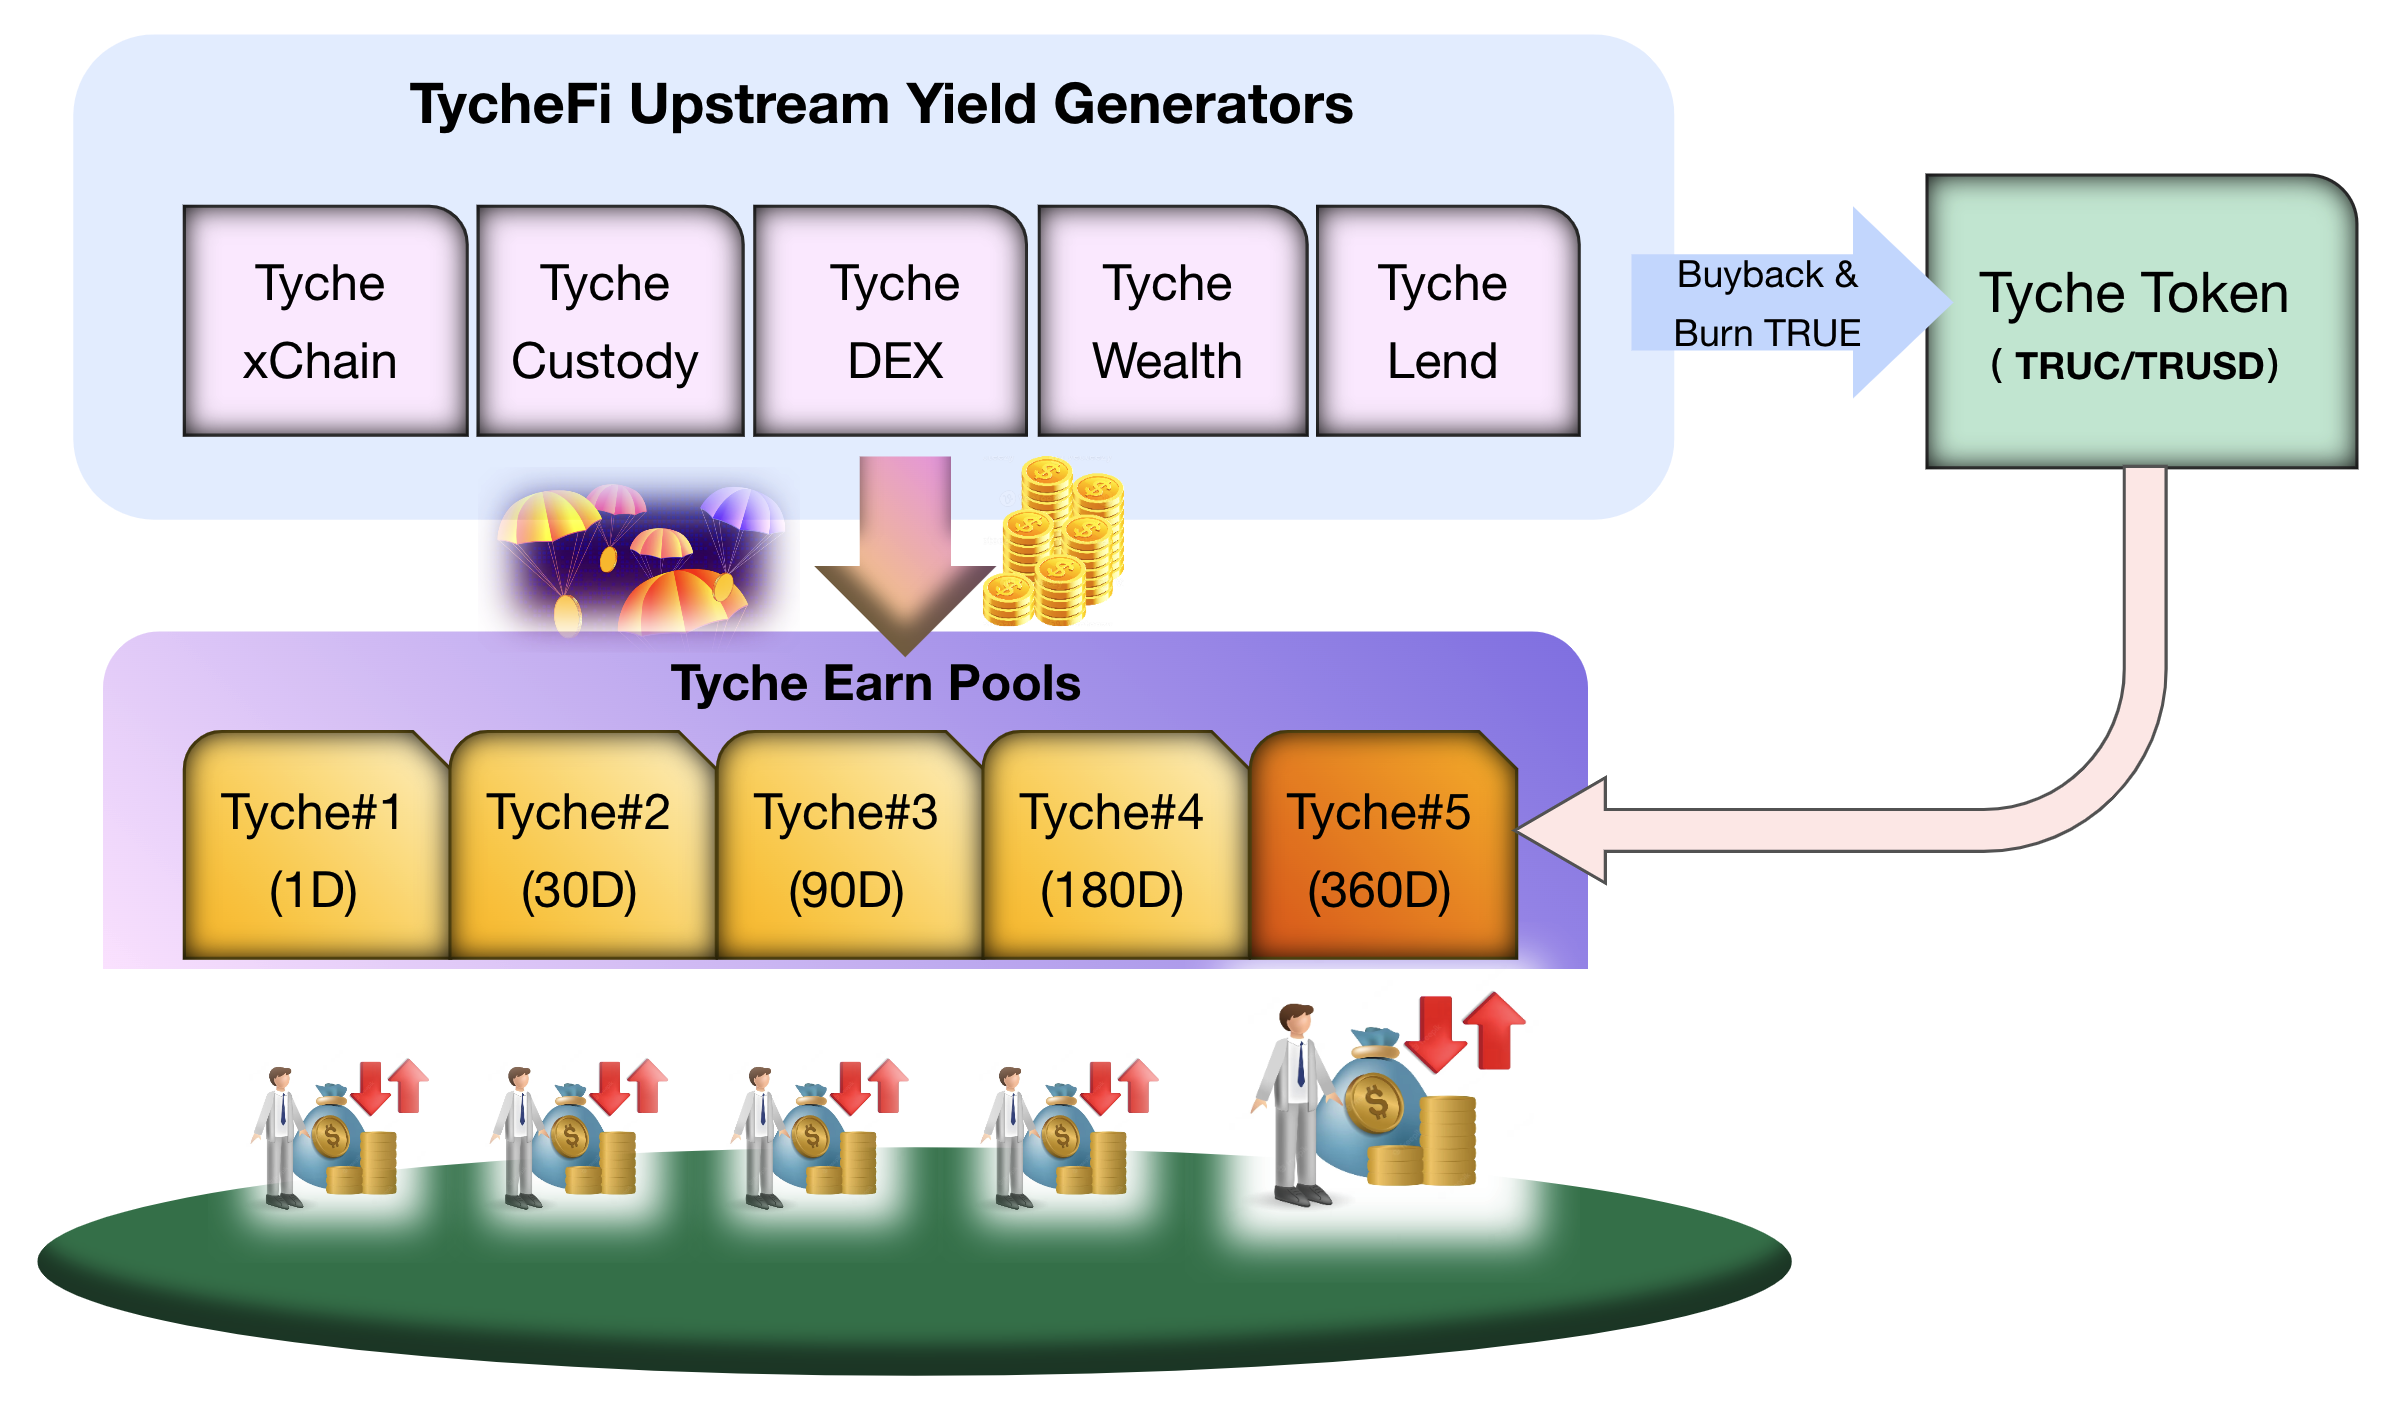 TycheFi Upstream Yield Generators
Tyche
xChain
Tyche
Custody
Tyche
DEX
Tyche
Wealth
Tyche
Lend
Buyback &
Burn TRUE
Tyche Token
( TRUC/TRUSD)
Tyche Earn Pools
Tyche#1
(1D)
Tyche#2
(30D)
Tyche#3
(90D)
Tyche#4
(180D)
Tyche#5
(360D)